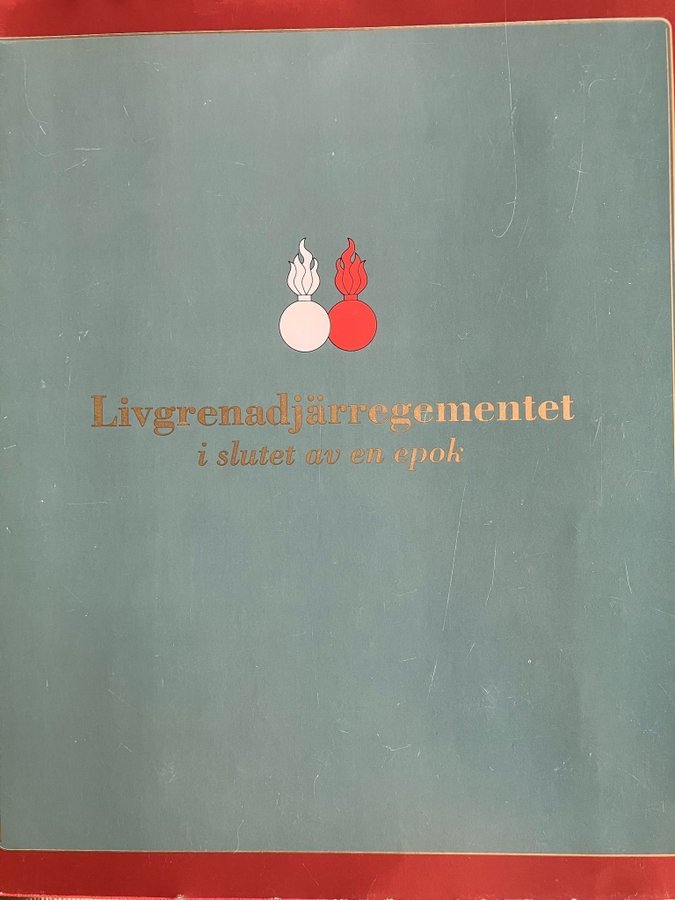 Livgrenadjärregementet
i slutet av en epok